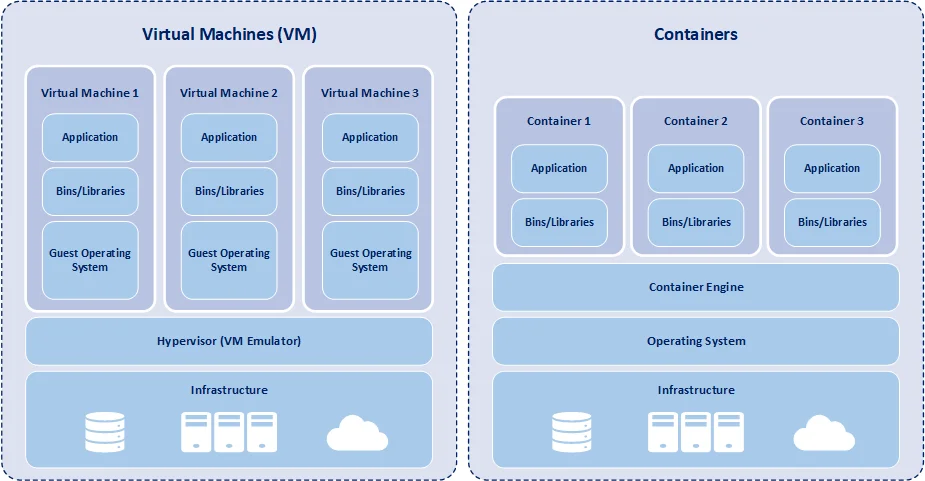 Virtual Machines (VM)
Virtual Machine 1
Application
Bins/Libraries
Guest Operating
System
Virtual Machine 2
Application
Bins/Libraries
Guest Operating
System
Virtual Machine 3
Application
Bins/Libraries
Guest Operating
System
Hypervisor (VM Emulator)
Infrastructure
Containers
Container 1
Application
Bins/Libraries
Container 2
Application
Bins/Libraries
Container 3
Application
Bins/Libraries
Container Engine
Operating System
Infrastructure